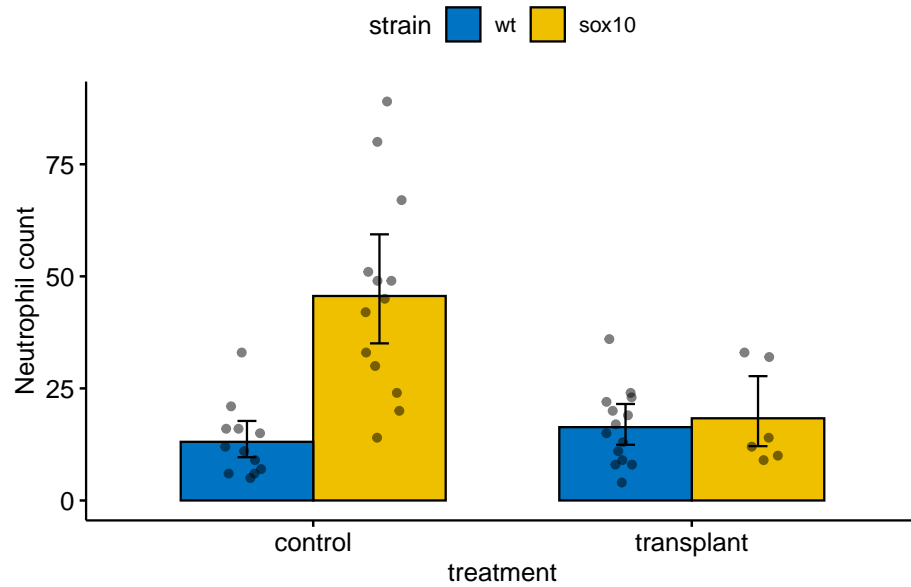 strain wt sox10
Neutrophil count
75
50
25
0
control transplant
treatment